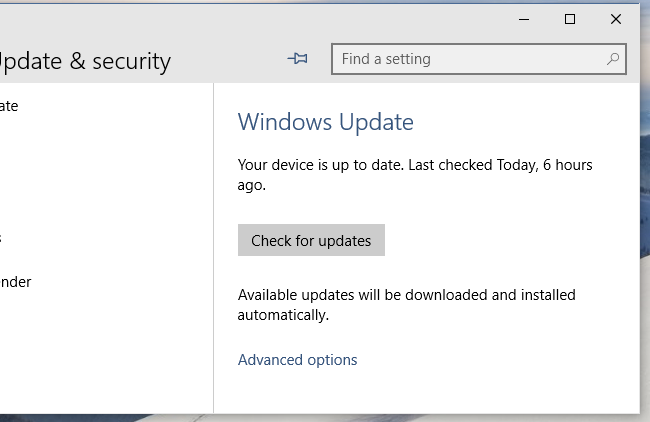 pdate & security
Find a setting
ate
s
nder
Windows Update
Your device is up to date. Last checked Today, 6 hours
ago.
Check for updates
Available updates will be downloaded and installed
automatically.
Advanced options